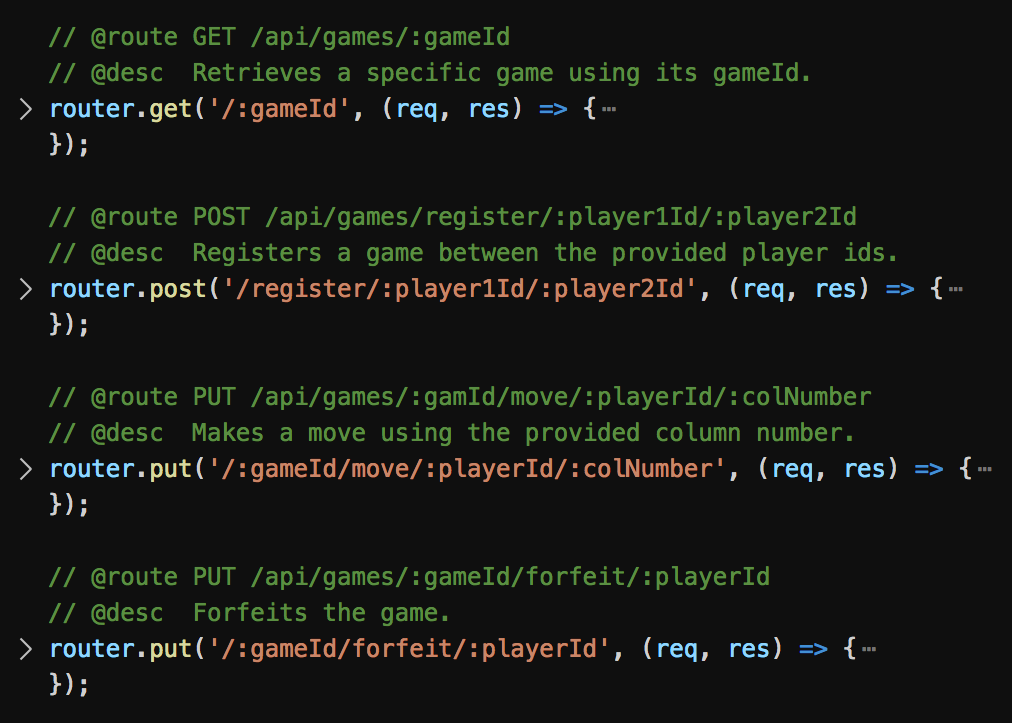 // @route GET /api/games/:gameId
// @desc  Retrieves a specific game using its gameId.
router.get('/:gameId', (req, res) => {⋯
});
// @route POST /api/games/register/:player1Id/:player2Id
// @desc  Registers a game between the provided player ids.
router.post('/register/:player1Id/:player2Id', (req, res) => {⋯
});
// @route PUT /api/games/:gamId/move/:playerId/:colNumber
// @desc  Makes a move using the provided column number.
router.put('/:gameId/move/:playerId/:colNumber', (req, res) => {⋯
});
// @route PUT /api/games/:gameId/forfeit/:playerId
// @desc  Forfeits the game.
router.put('/:gameId/forfeit/:playerId', (req, res) => {⋯
});